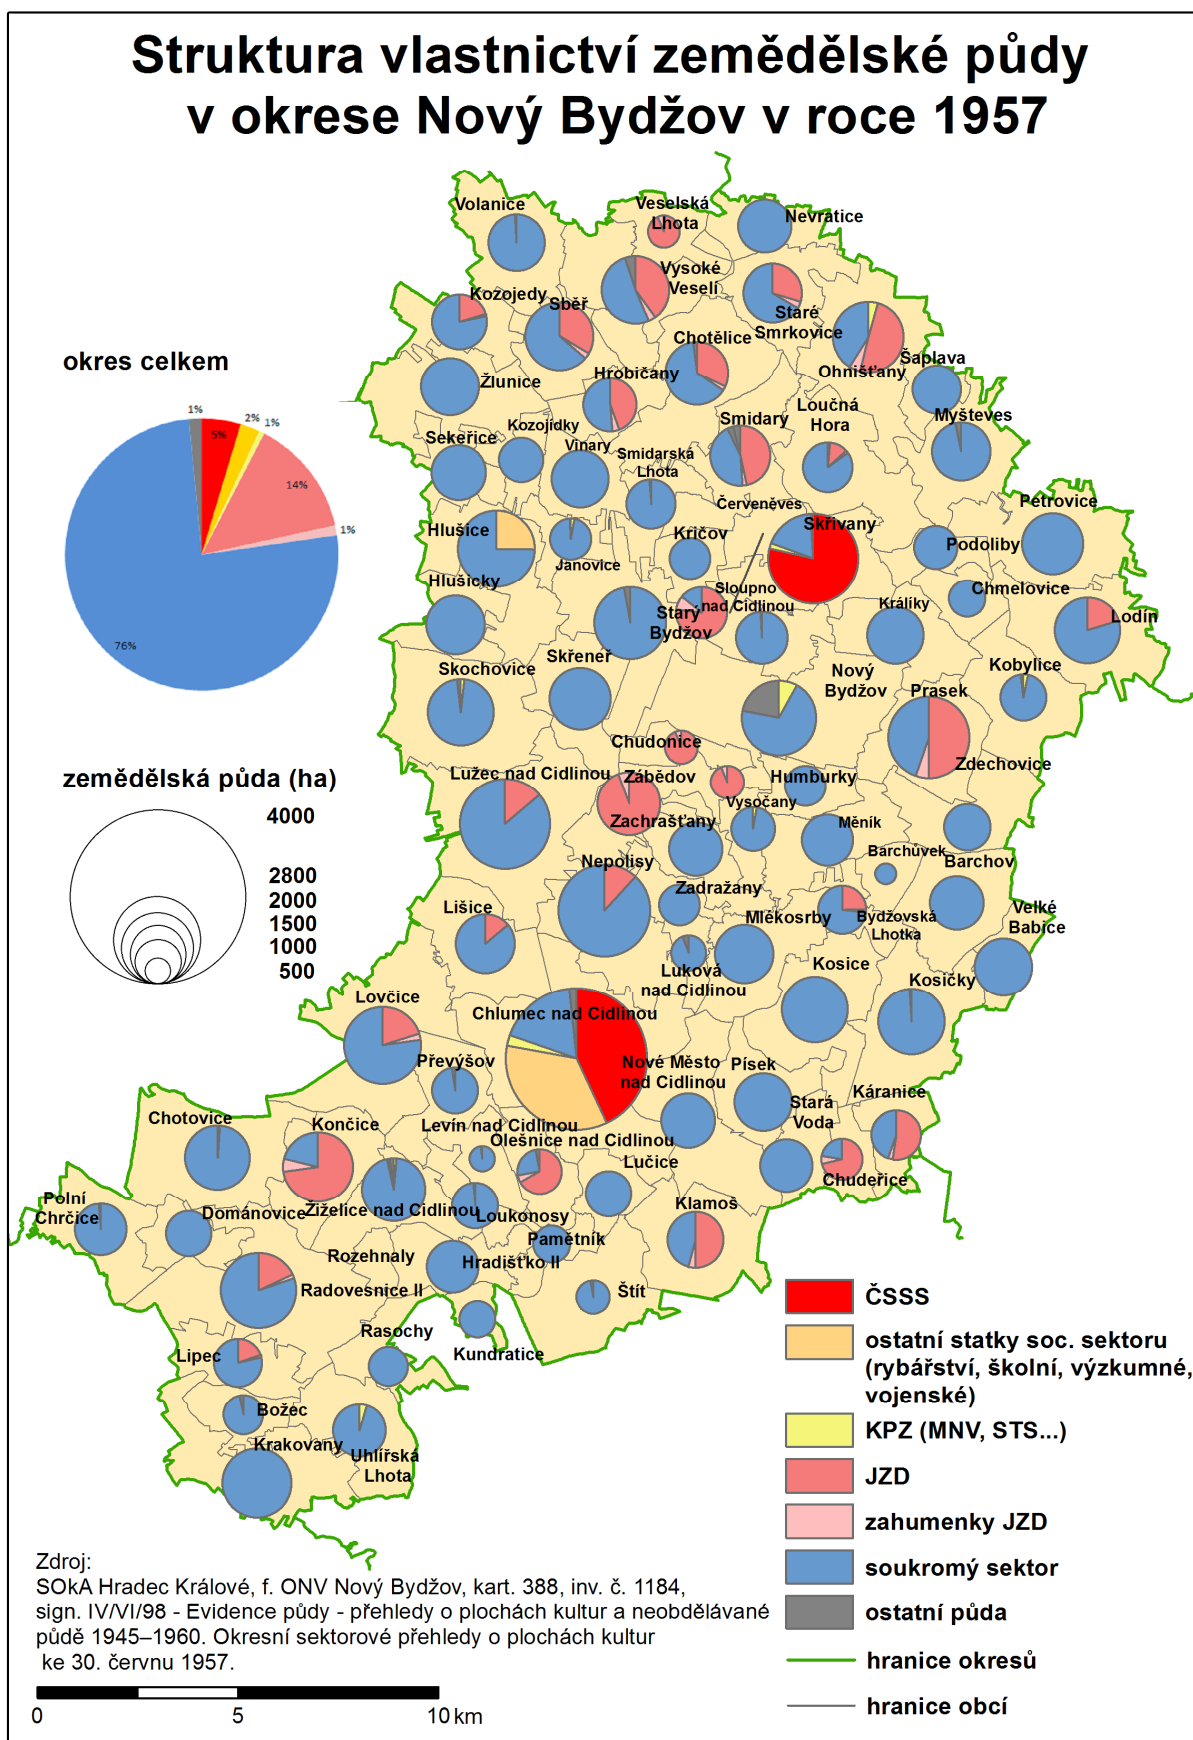 Struktura vlastnictví zemědělské půdy
v okrese Nový Bydžov v roce 1957
Volanice
Veselská
Lhota
Nevratice
Vysoké
Veselí
Kozojedy
Sběř
Staré
Smrkovice
Chotělice
Ohnišťany
Šaplava
okres celkem
Žlunice
Hrobičany
Loučná
Hora
Myšteves
1%
2%
1%
5%
14%
1%
76%
Sekeřice
Kozojídky
Vinary
Smidary
Smidarská
Lhota
Červeněves
Skřivany
Petrovice
Hlušice
Janovice
Kričov
Podoliby
Hlušicky
Starý
Bydžov
Sloupno
nad Cidlinou
Králíky
Chmelovice
Lodín
Skochovice
Skřeneř
Nový
Bydžov
Prasek
Kobylice
Chudonice
Zdechovice
zemědělská půda (ha)
4000
2800
2000
1500
1000
500
Lužec nad Cidlinou
Zábědov
Humburky
Vysočany
Zachrašťany
Měník
Barchůvek
Barchov
Nepolisy
Zadražany
Lišice
Mlékosrby
Bydžovská
Lhotka
Velké
Babice
Luková
nad Cidlinou
Kosice
Kosičky
Lovčice
Chlumec nad Cidlinou
Převýšov
Nové Město
nad Cidlinou
Písek
Káranice
Stará
Voda
Chotovice
Končice
Levín nad Cidlinou
Olešnice nad Cidlinou
Lučice
Chuděřice
Polní
Chrčice
Dománovice
Žiželice nad Cidlinou
Loukonosy
Klamoš
Pamětník
Rozehnaly
Hradišťko II
Radovesnice II
Štít
Rasochy
Kundratice
Lipec
Božec
Krakovany
Uhlířská
Lhota
ČSSS
ostatní statky soc. sektoru
(rybářství, školní, výzkumné,
vojenské)
KPZ (MNV, STS...)
JZD
zahumenky JZD
soukromý sektor
ostatní půda
hranice okresů
hranice obcí
Zdroj:
SOkA Hradec Králové, f. ONV Nový Bydžov, kart. 388, inv. č. 1184,
sign. IV/VI/98 - Evidence půdy - přehledy o plochách kultur a neobdělávané
půdě 1945–1960. Okresní sektorové přehledy o plochách kultur
ke 30. červnu 1957.
0
5
10 km